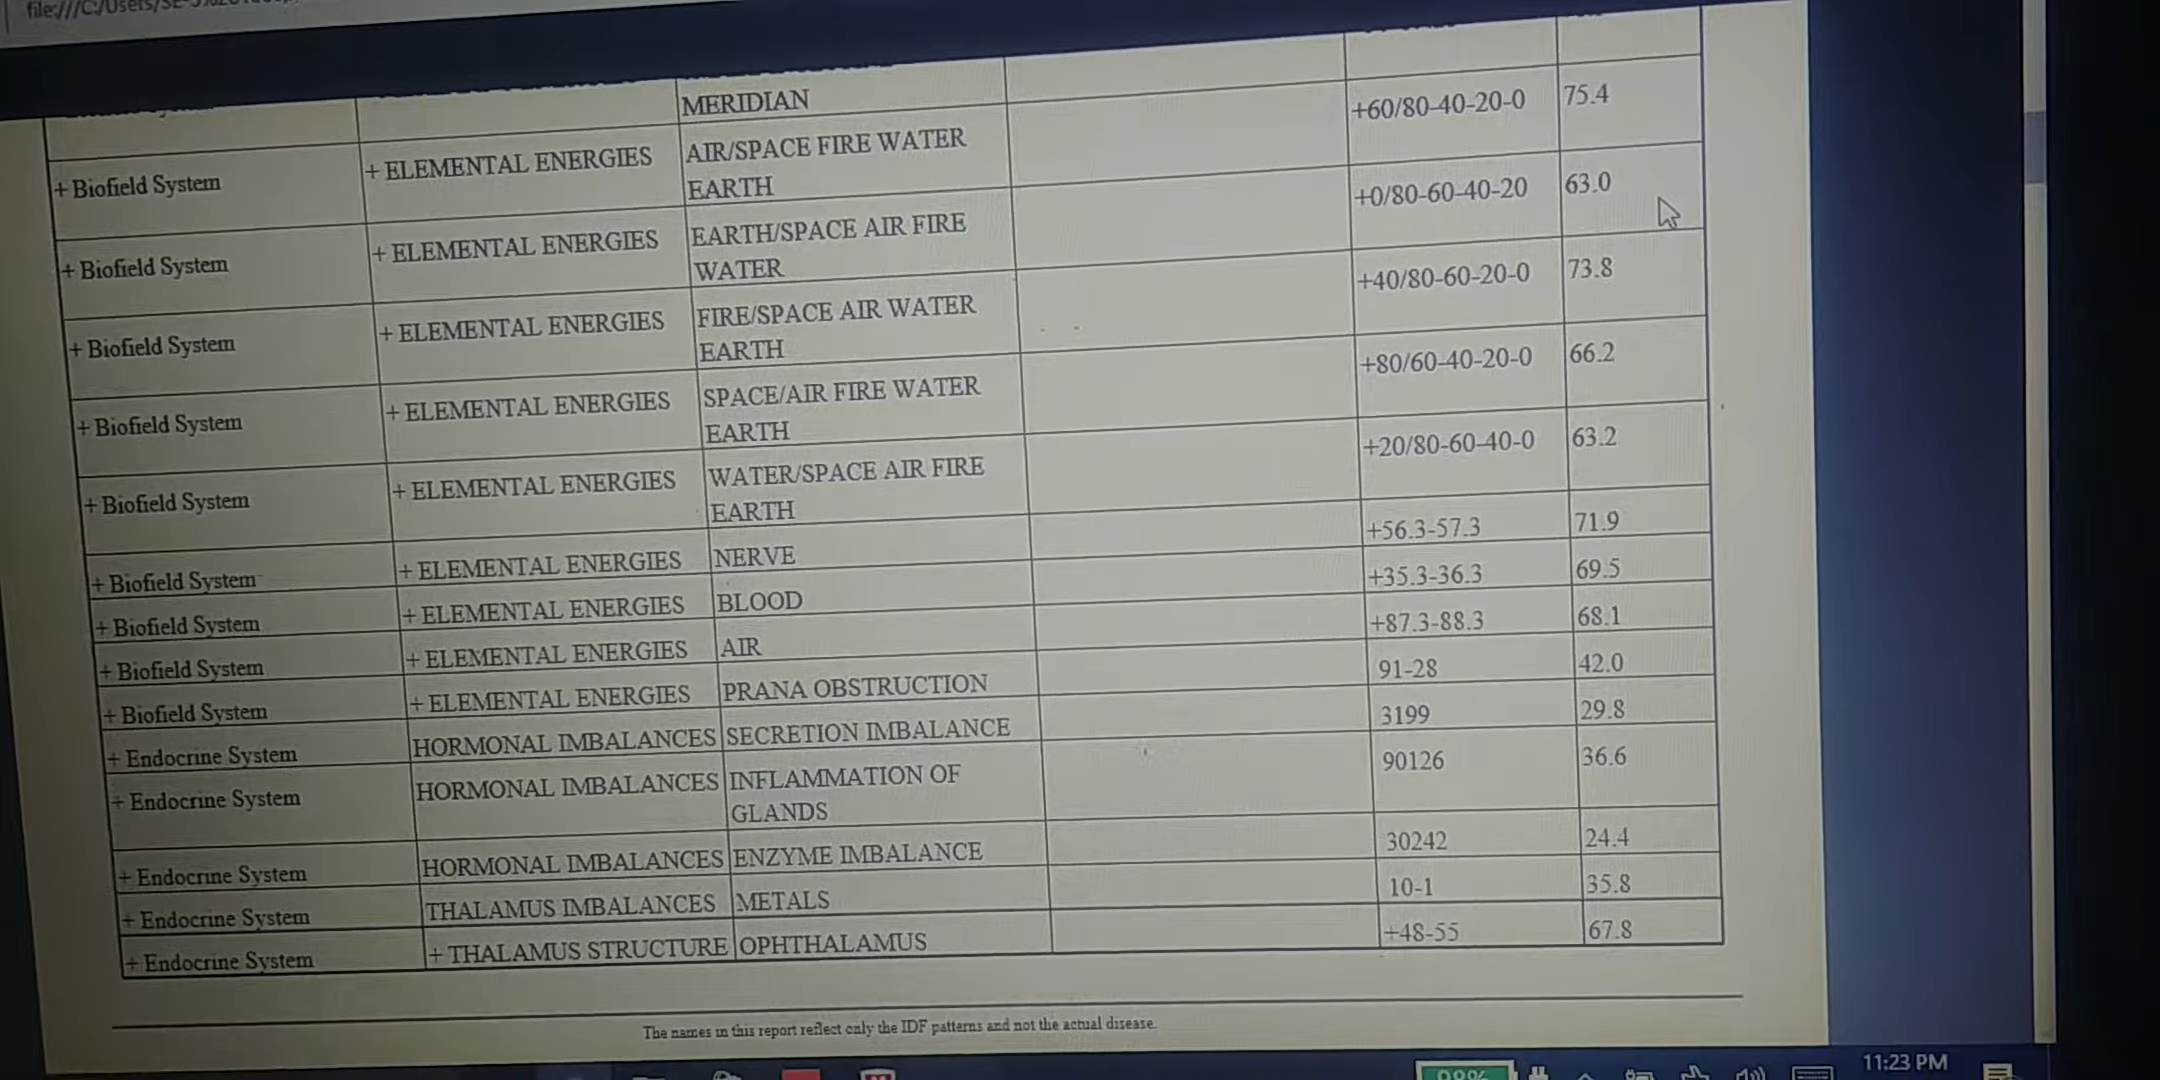 file:///C:/Users/SE-5
MERIDIAN
+ Biofield System + ELEMENTAL ENERGIES AIR/SPACE FIRE WATER EARTH +60/80-40-20-0 75.4
+ Biofield System + ELEMENTAL ENERGIES EARTH/SPACE AIR FIRE WATER +0/80-60-40-20 63.0
+ Biofield System + ELEMENTAL ENERGIES FIRE/SPACE AIR WATER EARTH +40/80-60-20-0 73.8
+ Biofield System + ELEMENTAL ENERGIES SPACE/AIR FIRE WATER EARTH +80/60-40-20-0 66.2
+ Biofield System + ELEMENTAL ENERGIES WATER/SPACE AIR FIRE EARTH +20/80-60-40-0 63.2
+ Biofield System + ELEMENTAL ENERGIES NERVE +56.3-57.3 71.9
+ Biofield System + ELEMENTAL ENERGIES BLOOD +35.3-36.3 69.5
+ Biofield System + ELEMENTAL ENERGIES AIR +87.3-88.3 68.1
+ Biofield System + ELEMENTAL ENERGIES PRANA OBSTRUCTION 91-28 42.0
+ Endocrine System HORMONAL IMBALANCES SECRETION IMBALANCE 3199 29.8
+ Endocrine System HORMONAL IMBALANCES INFLAMMATION OF GLANDS 90126 36.6
+ Endocrine System HORMONAL IMBALANCES ENZYME IMBALANCE 30242 24.4
+ Endocrine System THALAMUS IMBALANCES METALS 10-1 35.8
+ Endocrine System + THALAMUS STRUCTURE OPHTHALAMUS +48-55 67.8
The names in this report reflect only the IDF patterns and not the actual disease.
98%
11:23 PM